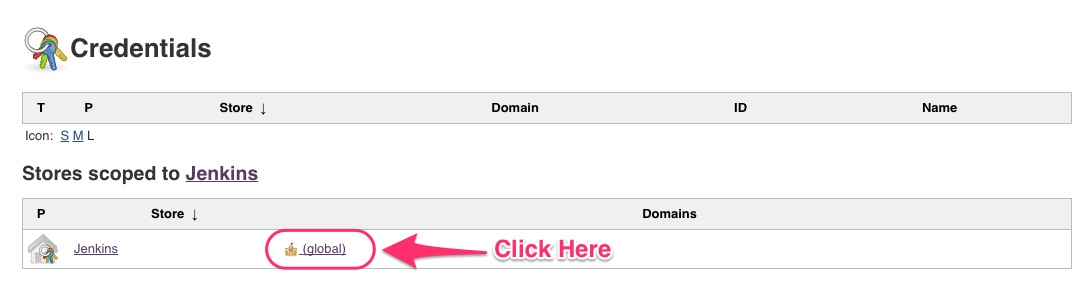 Credentials
T P Store ↓ Domain ID Name
Icon: S M L
Stores scoped to Jenkins
P Store ↓ Domains
Jenkins (global) Click Here